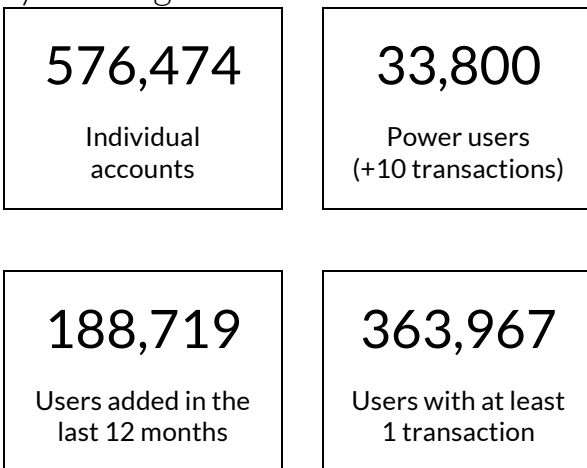 576,474
Individual
accounts
33,800
Power users
(+10 transactions)
188,719
Users added in the
last 12 months
363,967
Users with at least
1 transaction